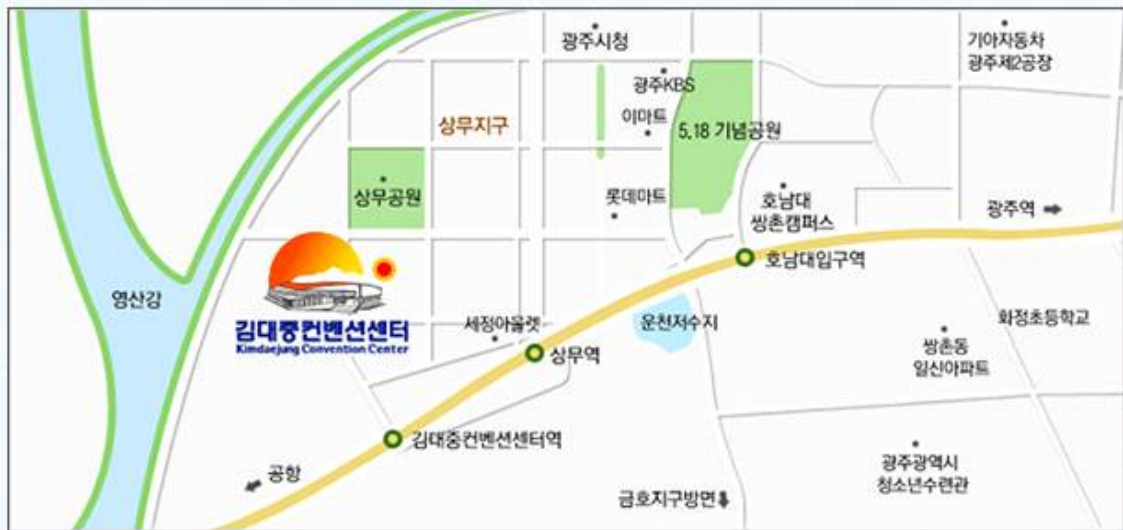 광주시청
기아자동차
광주제2공장
광주KBS
이마트
상무지구
5.18 기념공원
상무공원
롯데마트
호남대
쌍촌캠퍼스
광주역
호남대입구역
영산강
김대중컨벤션센터
Kimdaejung Convention Center
세정아울렛
운천저수지
화정초등학교
상무역
쌍촌동
일신아파트
김대중컨벤션센터역
공항
광주광역시
청소년수련관
금호지구방면